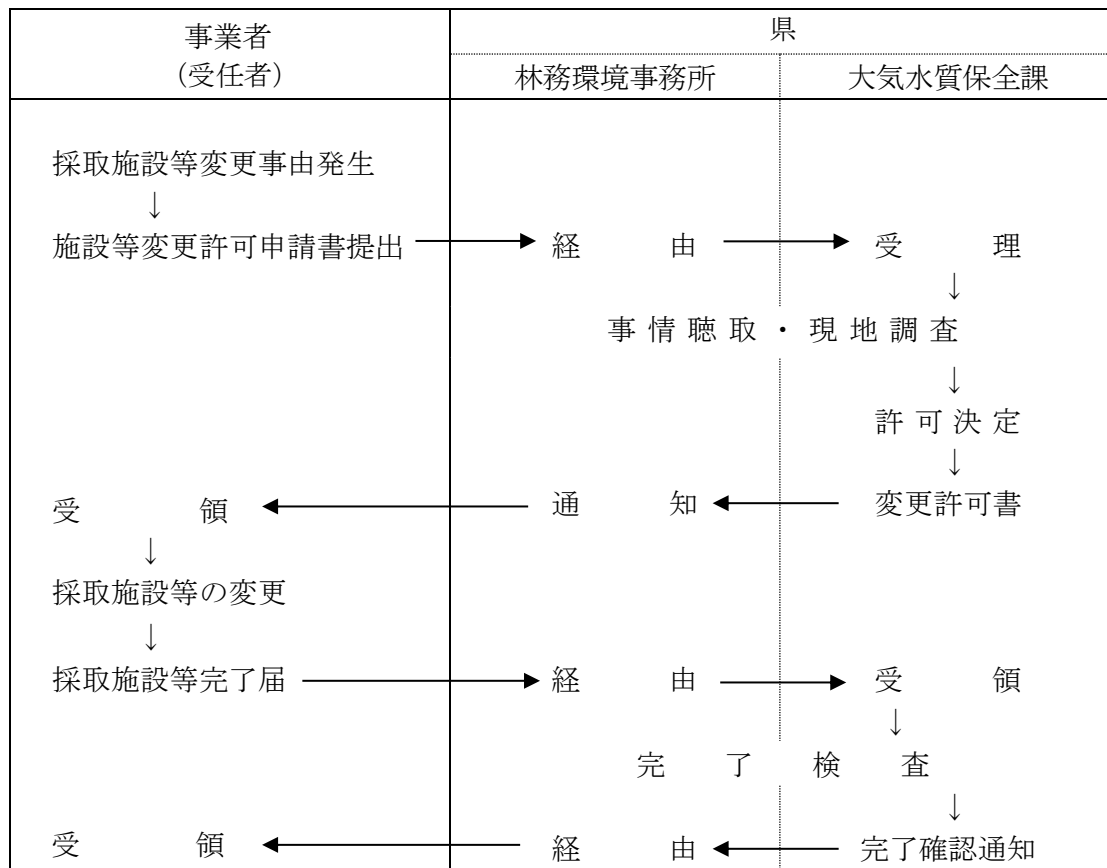 事業者
(受任者)
県
林務環境事務所
大気水質保全課
採取施設等変更事由発生
↓
施設等変更許可申請書提出 → 経由 → 受理
↓
事情聴取・現地調査
↓
許可決定
↓
受領 ← 通知 ← 変更許可書
↓
採取施設等の変更
↓
採取施設等完了届 → 経由 → 受領
↓
完了検査
↓
受領 ← 経由 ← 完了確認通知